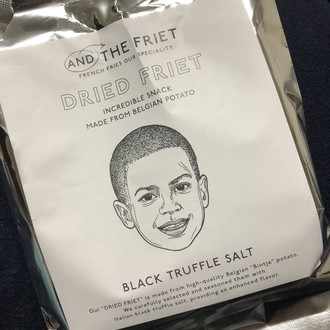 AND THE FRIET
FRENCH FRIES OUR SPECIALITY
DRIED FRIET
INCREDIBLE SNACK
MADE FROM BELGIAN POTATO
BLACK TRUFFLE SALT
Our "DRIED FRIET" is made from high-quality Belgian "Bintje" potato.
We carefully selected and seasoned them with
Italian black truffle salt, providing an enhanced flavor.